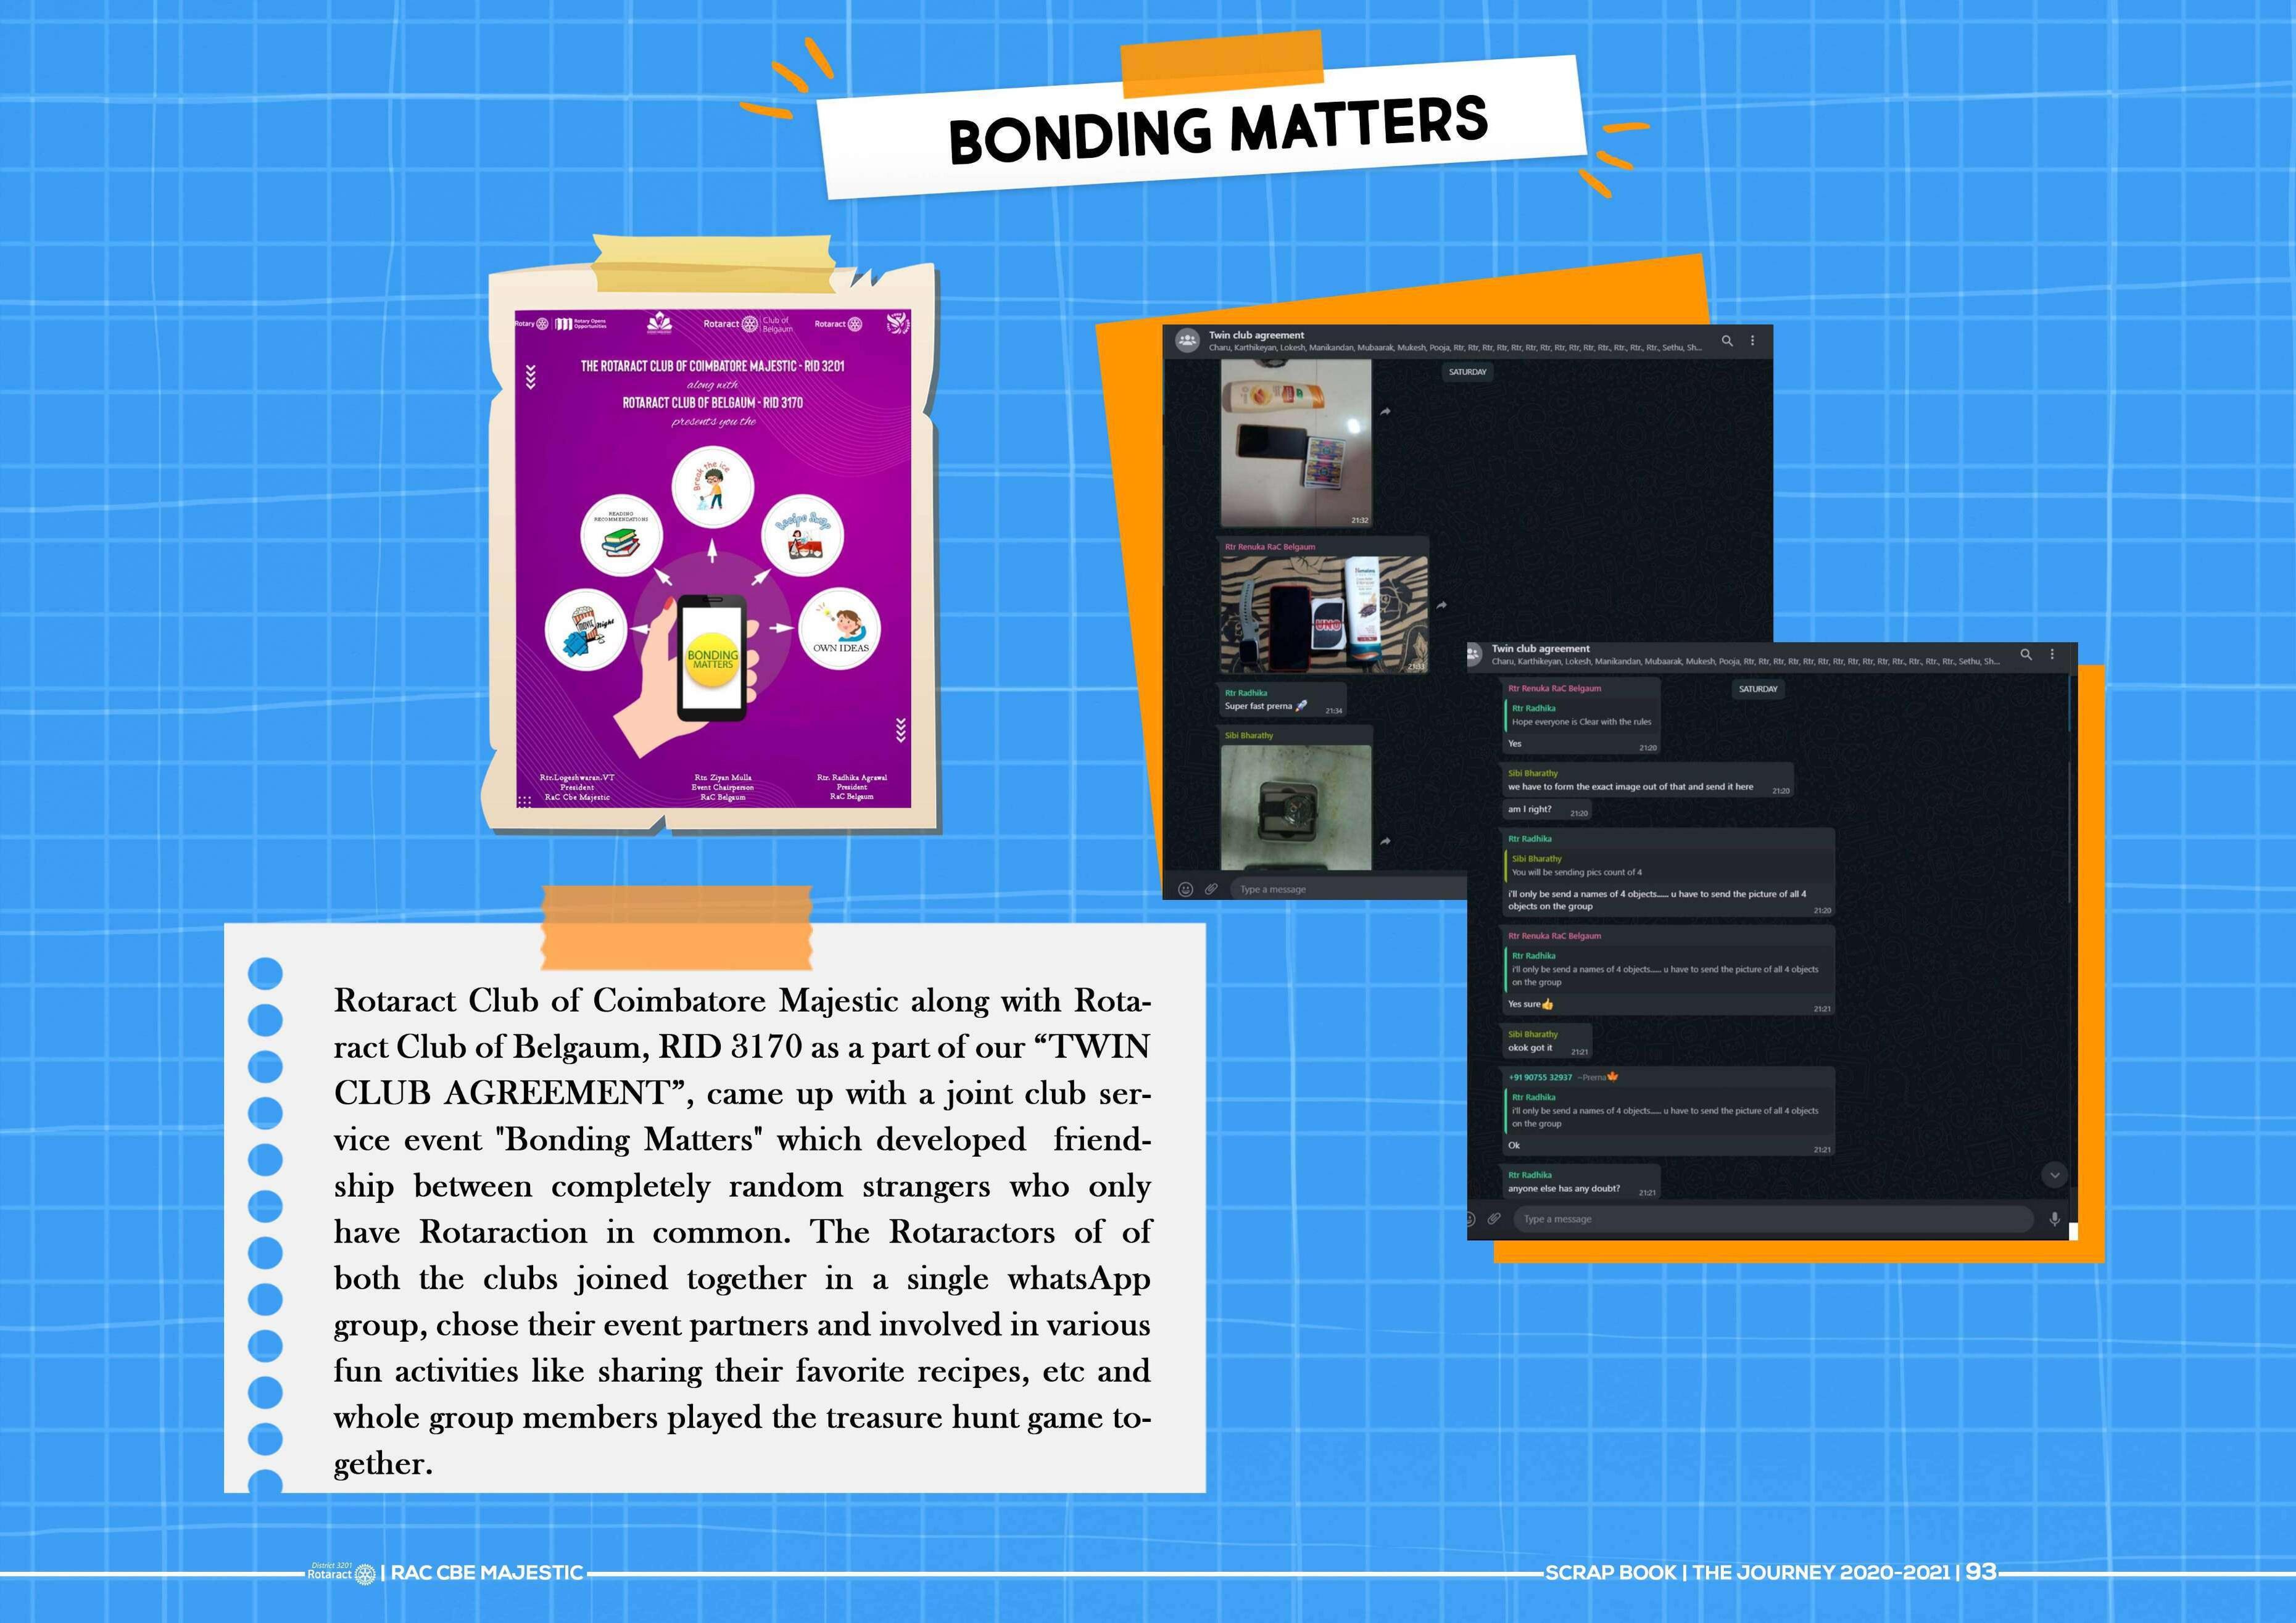 BONDING MATTERS
Rotary
Rotary Opens
Opportunities
Rotaract
Club of
Belgaum
Rotaract
THE ROTARACT CLUB OF COIMBATORE MAJESTIC - RID 3201
along with
ROTARACT CLUB OF BELGAUM - RID 3170
presents you the
Break the ice
READING
RECOMMENDATIONS
Recipe Swap
MOVIE Night
OWN IDEAS
BONDING
MATTERS
Rtr.Logeshwaran.VT
President
RaC Cbe Majestic
Rtn Ziyan Mulla
Event Chairperson
RaC Belgaum
Rtr. Radhika Agrawal
President
RaC Belgaum
Twin club agreement
Charu, Karthikeyan, Lokesh, Manikandan, Mubaarak, Mukesh, Pooja, Rtr, Rtr, Rtr, Rtr, Rtr, Rtr, Rtr, Rtr, Rtr, Rtr, Rtr., Rtr., Rtr., Rtr., Sethu, Sh...
SATURDAY
21:32
Rtr Renuka RaC Belgaum
UNO
Himalaya
21:33
Rtr Radhika
Super fast prerna 🚀
21:34
Sibi Bharathy
Type a message
Twin club agreement
Charu, Karthikeyan, Lokesh, Manikandan, Mubaarak, Mukesh, Pooja, Rtr, Rtr, Rtr, Rtr, Rtr, Rtr, Rtr, Rtr, Rtr, Rtr, Rtr., Rtr., Rtr., Rtr., Sethu, Sh...
SATURDAY
Rtr Renuka RaC Belgaum
Rtr Radhika
Hope everyone is Clear with the rules
Yes
21:20
Sibi Bharathy
we have to form the exact image out of that and send it here
21:20
am I right?
21:20
Rtr Radhika
Sibi Bharathy
You will be sending pics count of 4
i'll only be send a names of 4 objects..... u have to send the picture of all 4
objects on the group
21:20
Rtr Renuka RaC Belgaum
Rtr Radhika
i'll only be send a names of 4 objects..... u have to send the picture of all 4 objects
on the group
Yes sure👍
21:21
Sibi Bharathy
okok got it
21:21
+91 90755 32937 ~Prerna🍁
Rtr Radhika
i'll only be send a names of 4 objects..... u have to send the picture of all 4 objects
on the group
Ok
21:21
Rtr Radhika
anyone else has any doubt?
21:21
Type a message
Rotaract Club of Coimbatore Majestic along with Rota-
ract Club of Belgaum, RID 3170 as a part of our “TWIN
CLUB AGREEMENT”, came up with a joint club ser-
vice event "Bonding Matters" which developed friend-
ship between completely random strangers who only
have Rotaraction in common. The Rotaractors of of
both the clubs joined together in a single whatsApp
group, chose their event partners and involved in various
fun activities like sharing their favorite recipes, etc and
whole group members played the treasure hunt game to-
gether.
District 3201
Rotaract | RAC CBE MAJESTIC
SCRAP BOOK | THE JOURNEY 2020-2021 | 93